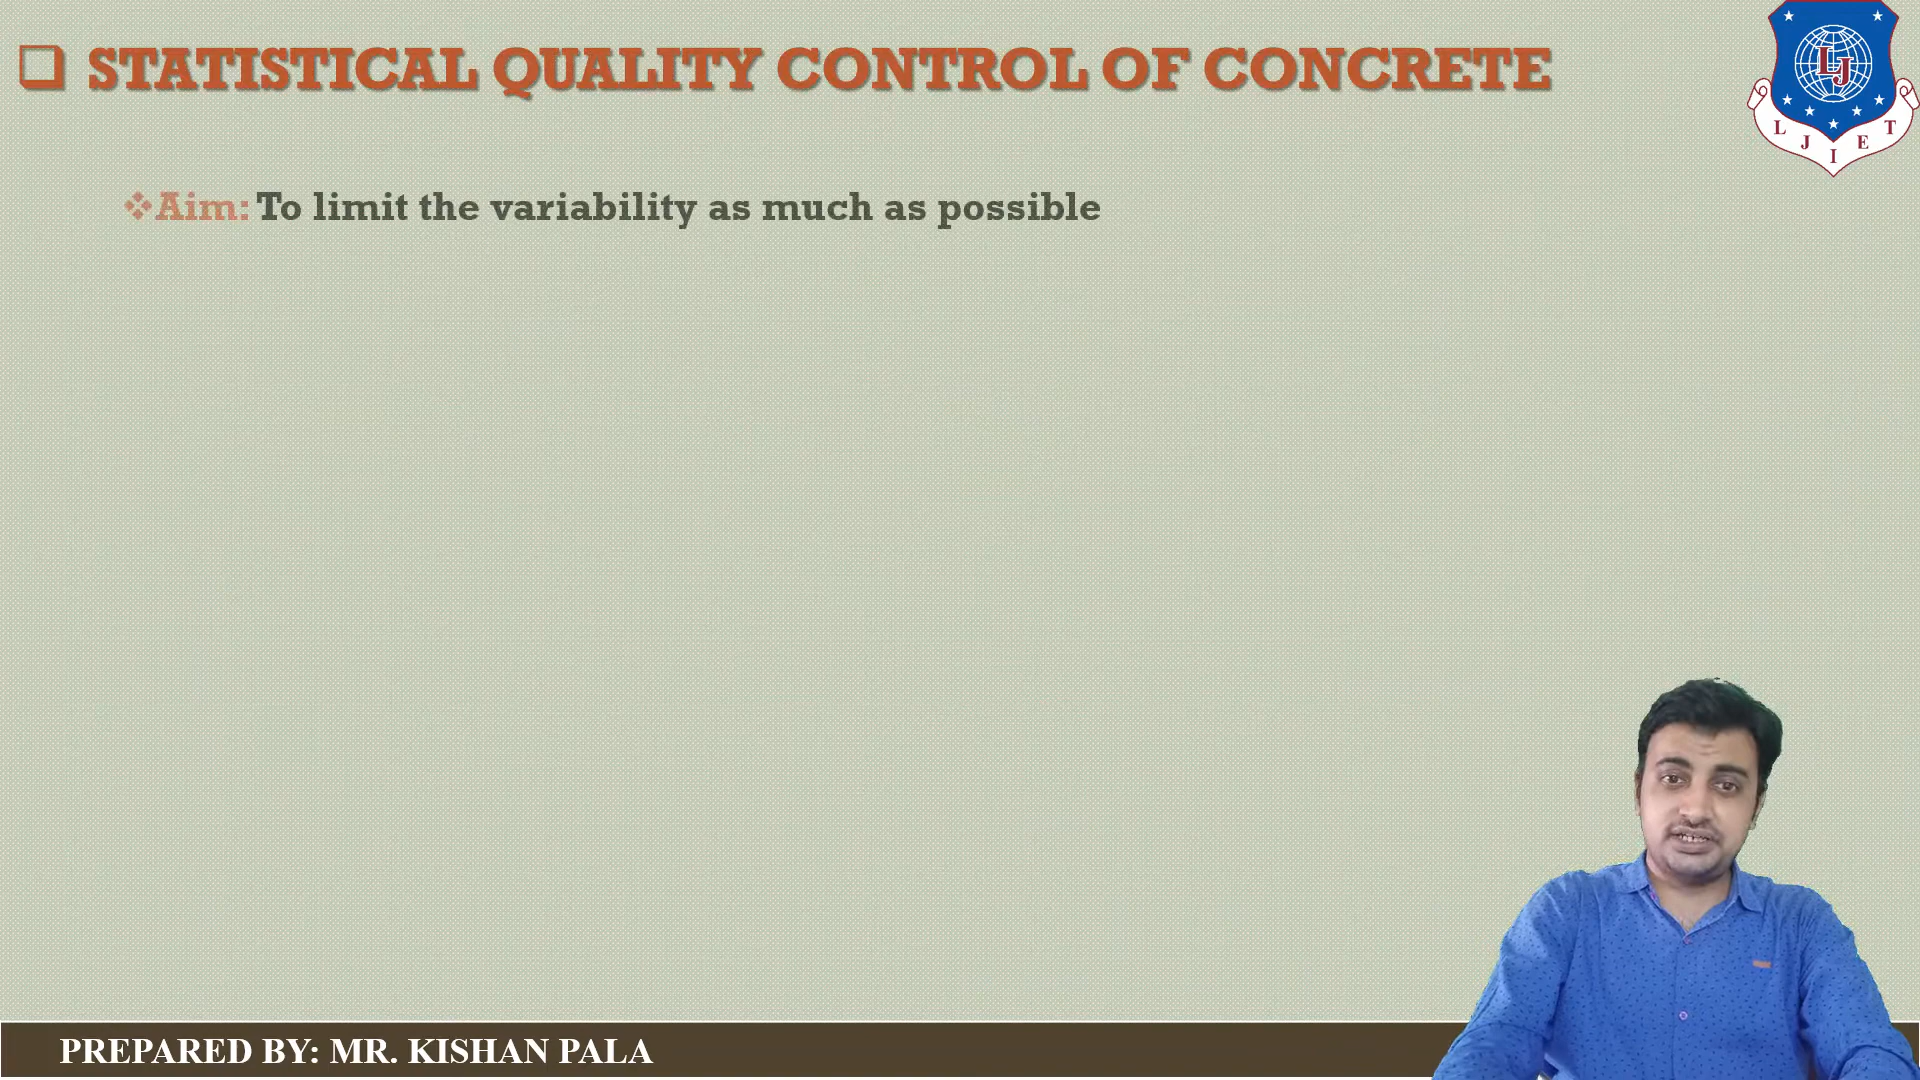 STATISTICAL QUALITY CONTROL OF CONCRETE
LJ
L J I E T
Aim: To limit the variability as much as possible
PREPARED BY: MR. KISHAN PALA